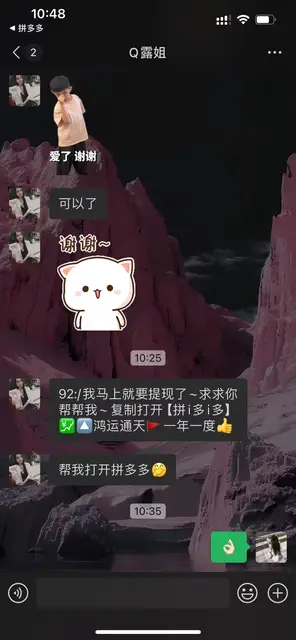 10:48
拼多多
2
Q露姐
爱了 谢谢
可以了
谢谢~
10:25
92:/我马上就要提现了~求求你
帮帮我~复制打开【拼i多i多】
💹🔼鸿运通天🚩一年一度👍
帮我打开拼多多🤭
10:35
👌🏻